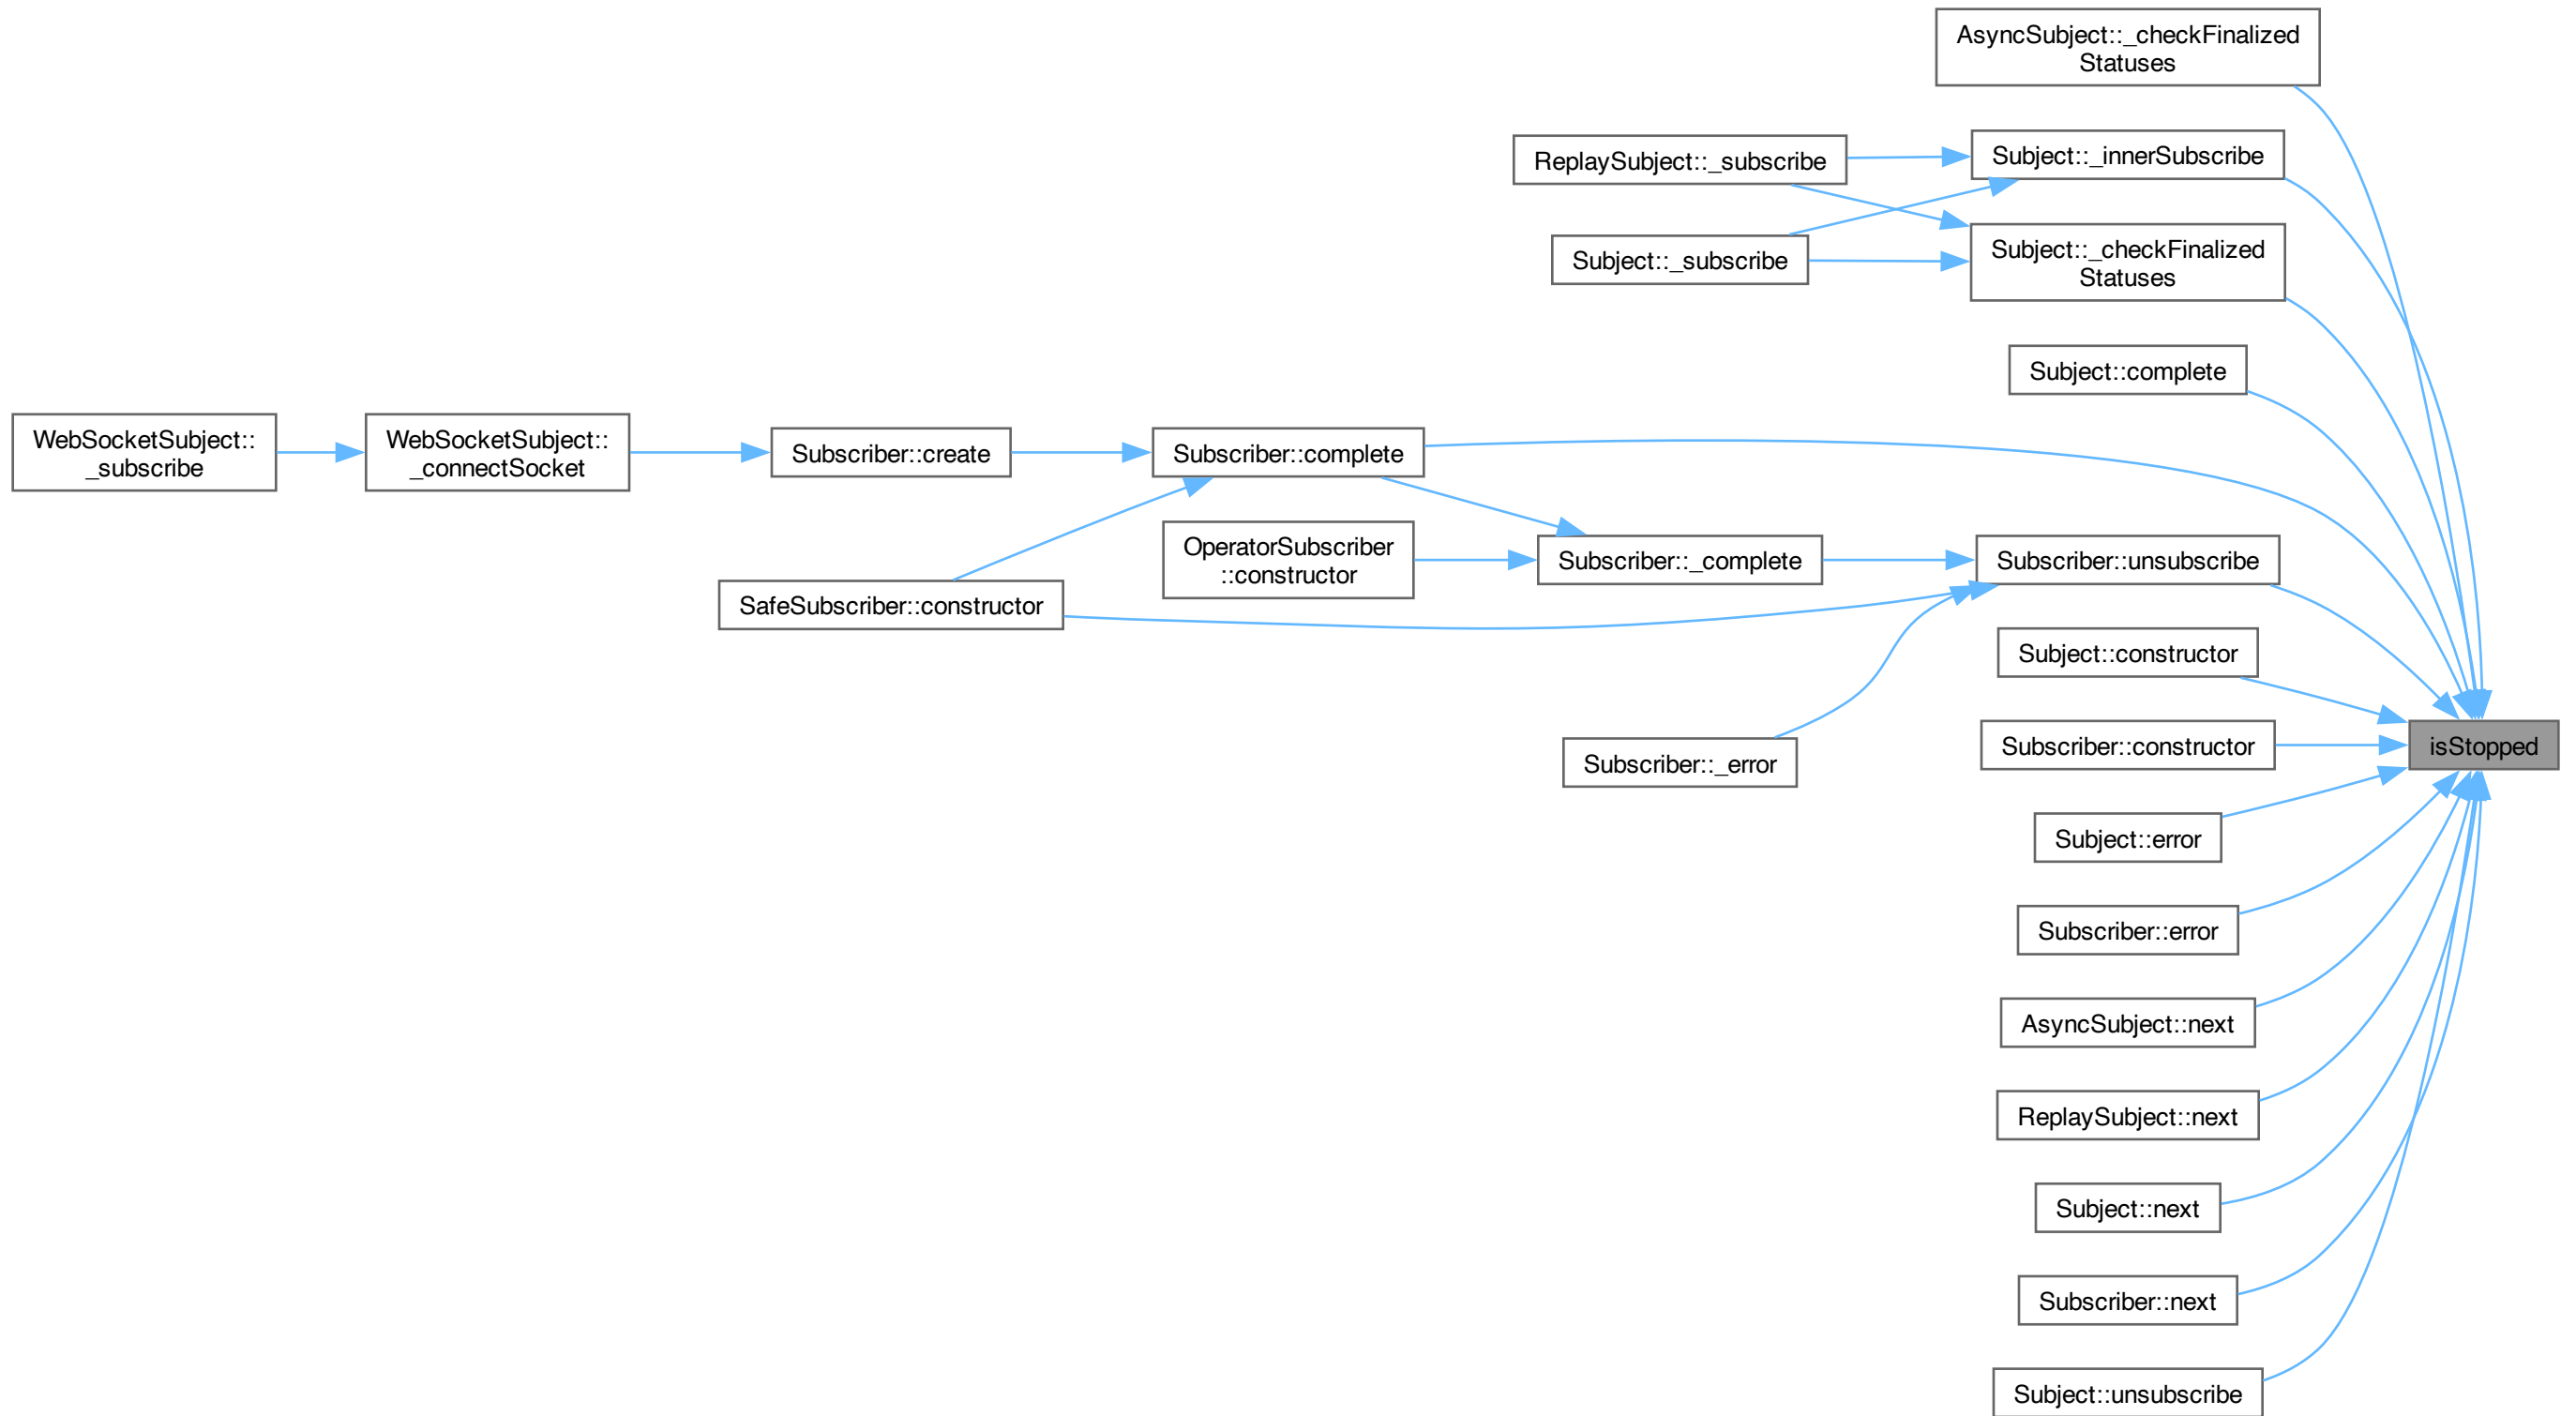 AsyncSubject::_checkFinalized
Statuses
ReplaySubject::_subscribe
Subject::_innerSubscribe
Subject::_subscribe
Subject::_checkFinalized
Statuses
Subject::complete
WebSocketSubject::
_subscribe
WebSocketSubject::
_connectSocket
Subscriber::create
Subscriber::complete
OperatorSubscriber
::constructor
Subscriber::_complete
Subscriber::unsubscribe
SafeSubscriber::constructor
Subject::constructor
Subscriber::_error
Subscriber::constructor
isStopped
Subject::error
Subscriber::error
AsyncSubject::next
ReplaySubject::next
Subject::next
Subscriber::next
Subject::unsubscribe